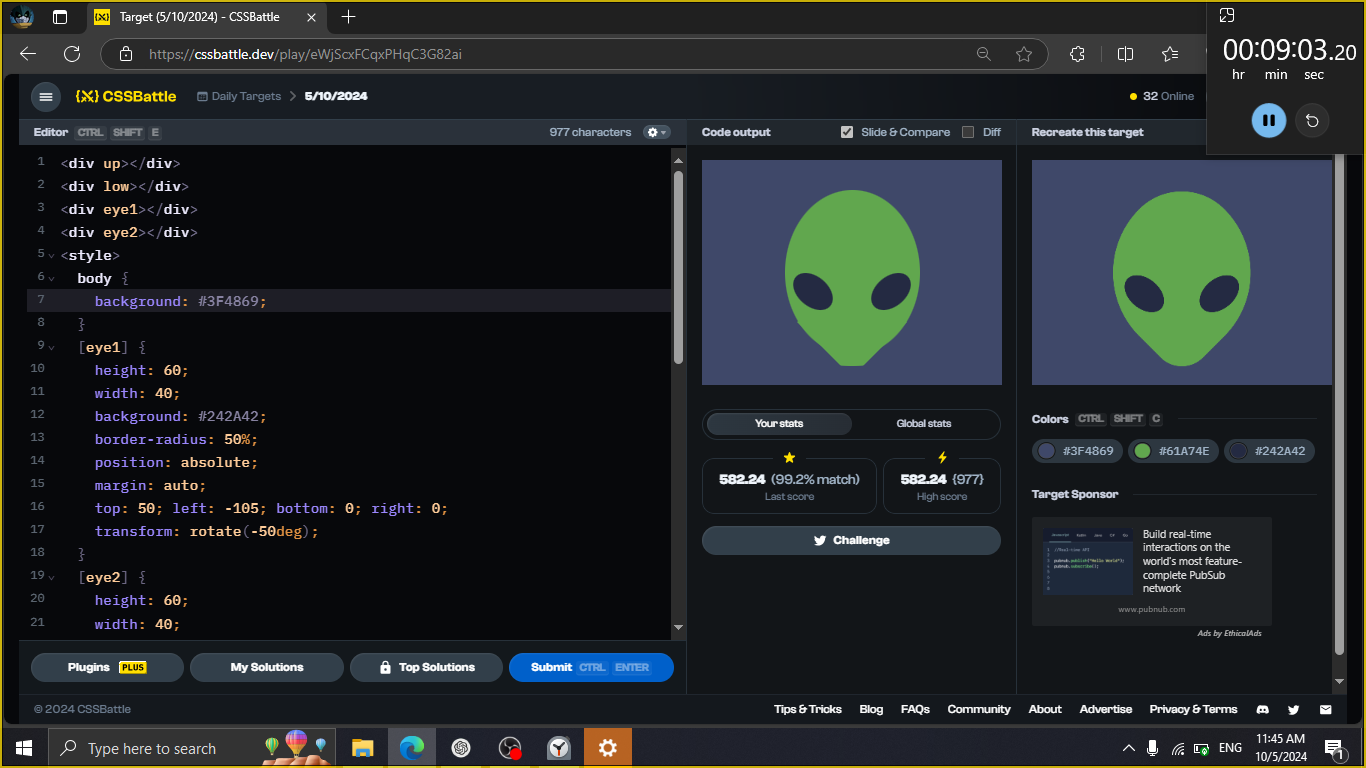 Target (5/10/2024) - CSSBattle
https://cssbattle.dev/play/eWjScxFCqxPHqC3G82ai
00:09:03.20
hr min sec
{X} CSSBattle
Daily Targets > 5/10/2024
32 Online
Editor CTRL SHIFT E
977 characters
Code output
Slide & Compare
Diff
Recreate this target
1 <div up></div>
2 <div low></div>
3 <div eye1></div>
4 <div eye2></div>
5 <style>
6 body {
7 background: #3F4869;
8 }
9 [eye1] {
10 height: 60;
11 width: 40;
12 background: #242A42;
13 border-radius: 50%;
14 position: absolute;
15 margin: auto;
16 top: 50; left: -105; bottom: 0; right: 0;
17 transform: rotate(-50deg);
18 }
19 [eye2] {
20 height: 60;
21 width: 40;
Your stats
Global stats
582.24 (99.2% match)
Last score
582.24 {977}
High score
Challenge
Colors CTRL SHIFT C
#3F4869
#61A74E
#242A42
Target Sponsor
Build real-time
interactions on the
world's most feature-
complete PubSub
network
www.pubnub.com
Ads by EthicalAds
Plugins PLUS
My Solutions
Top Solutions
Submit CTRL ENTER
© 2024 CSSBattle
Tips & Tricks
Blog
FAQs
Community
About
Advertise
Privacy & Terms
Type here to search
ENG
11:45 AM
10/5/2024
1